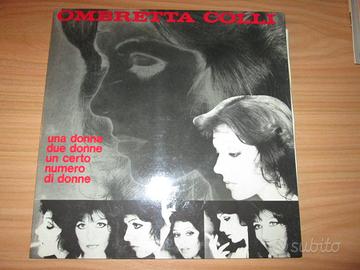 OMBRETTA COLLI
una donna
due donne
un certo
numero
di donne
subito